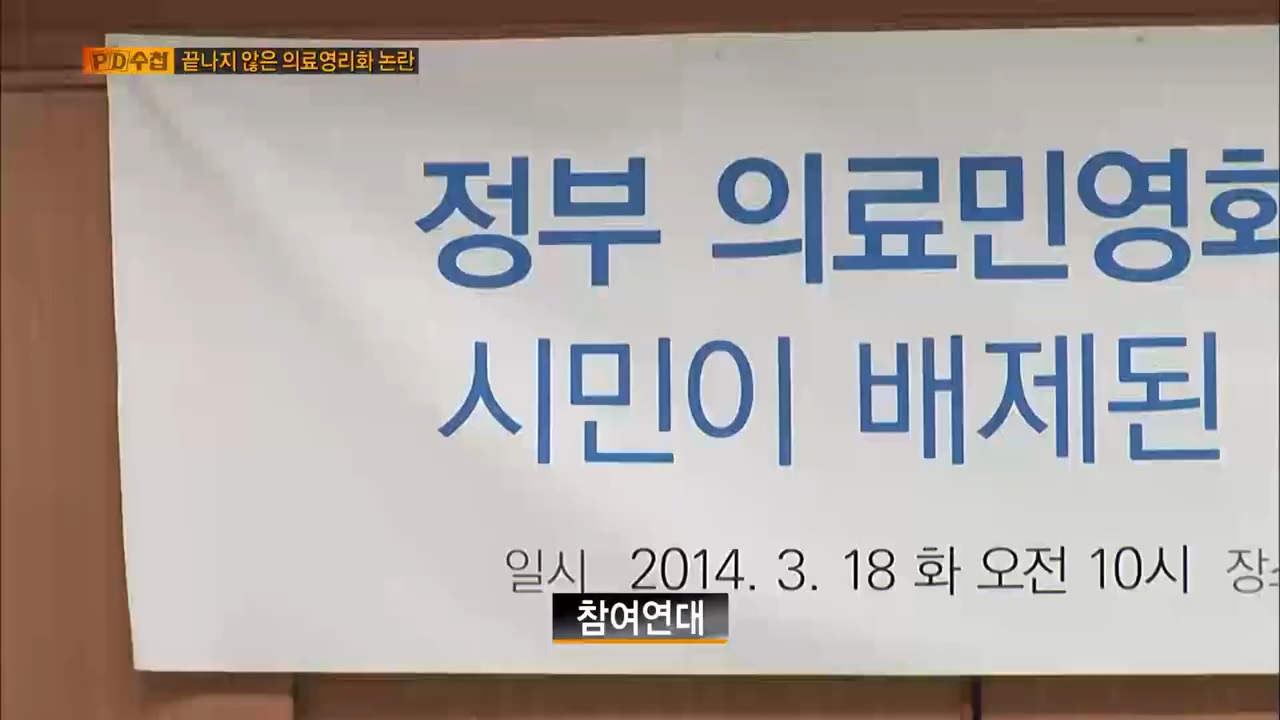 PD수첩 끝나지 않은 의료영리화 논란
정부 의료민영화
시민이 배제된
일시 2014. 3. 18 화 오전 10시 장소
참여연대